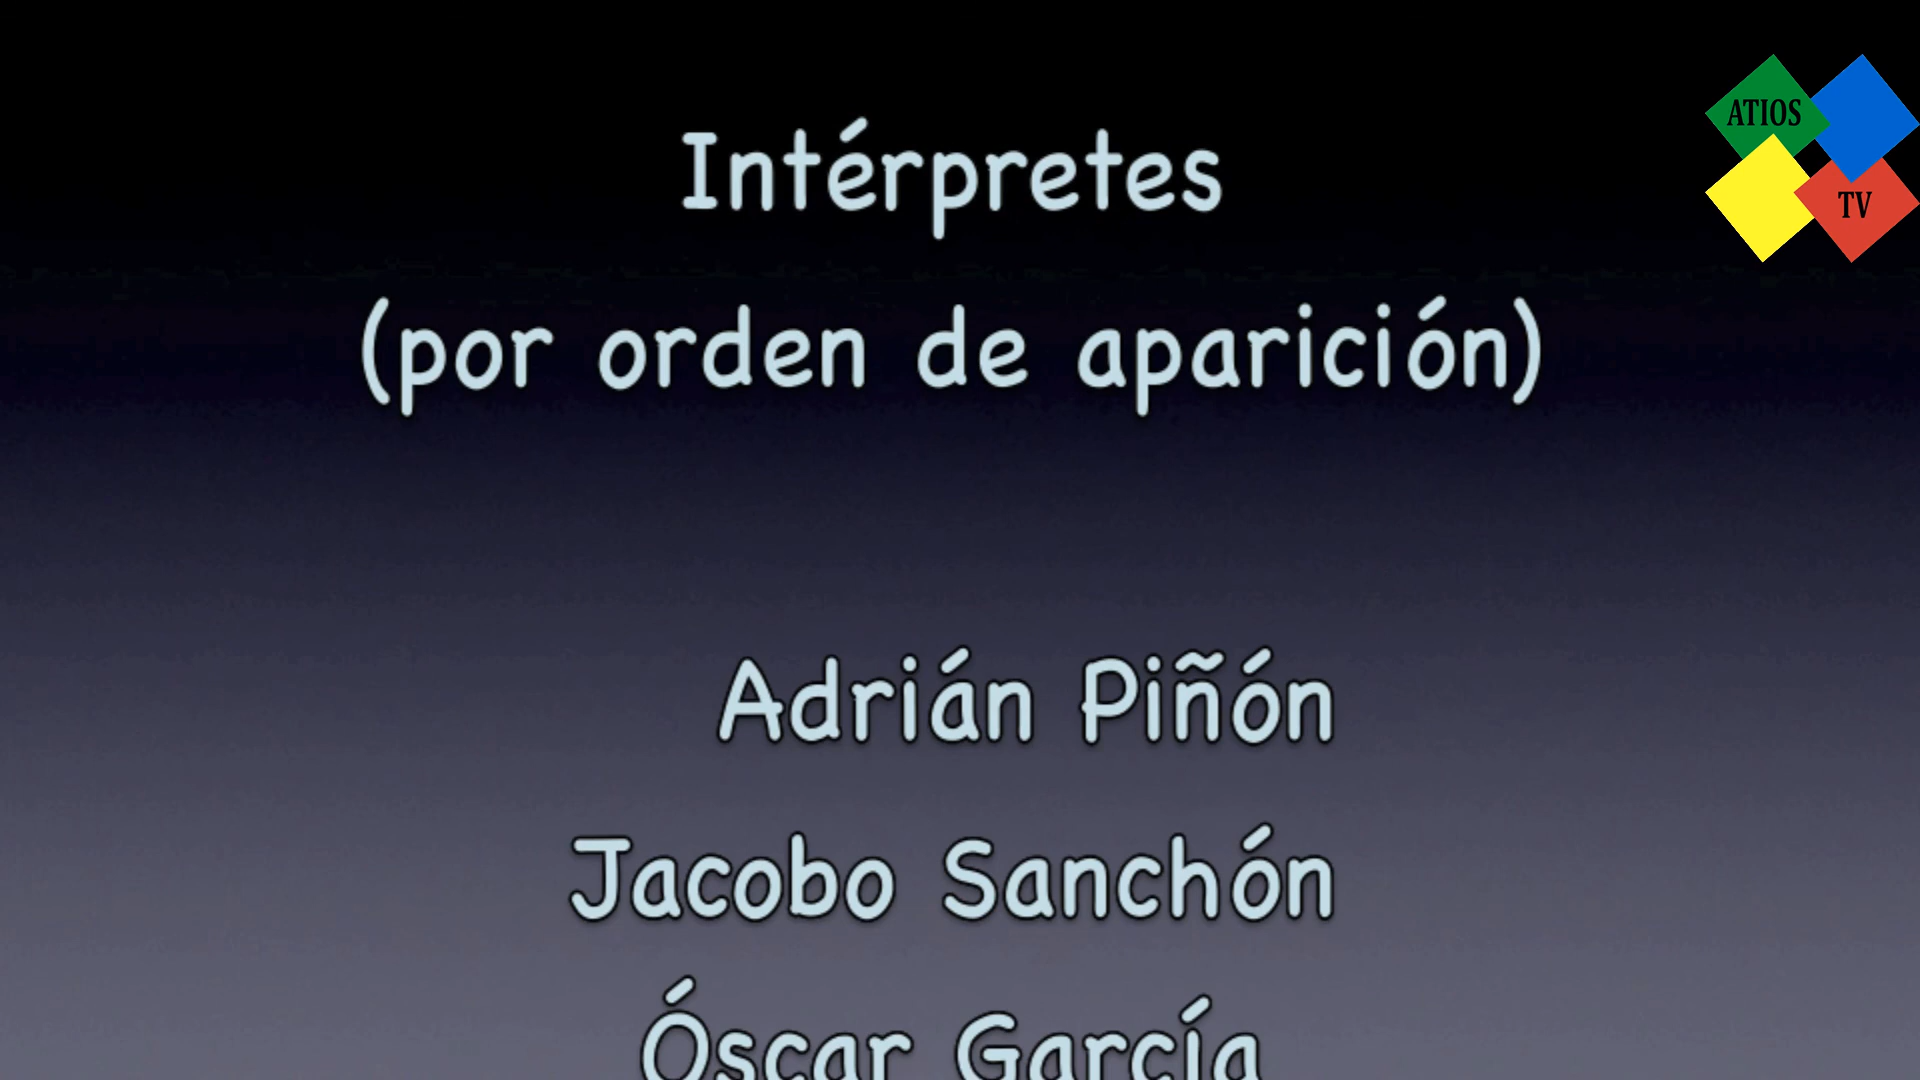 Intérpretes
(por orden de aparición)
Adrián Piñón
Jacobo Sanchón
Óscar García
ATIOS
TV